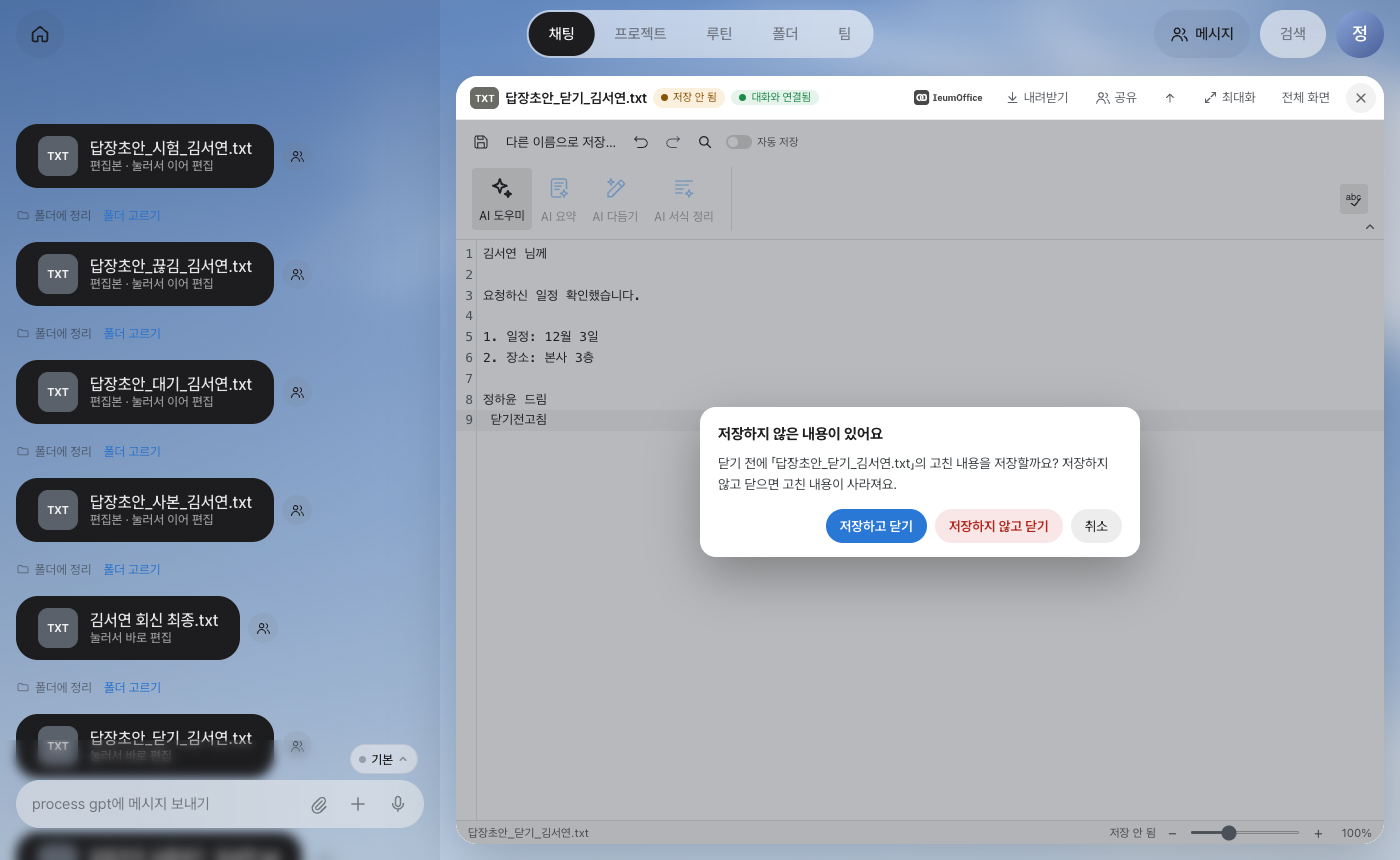 채팅
프로젝트
루틴
폴더
팀
메시지
검색
정
TXT
답장초안_시험_김서연.txt
편집본 · 눌러서 이어 편집
폴더에 정리 폴더 고르기
TXT
답장초안_끊김_김서연.txt
편집본 · 눌러서 이어 편집
폴더에 정리 폴더 고르기
TXT
답장초안_대기_김서연.txt
편집본 · 눌러서 이어 편집
폴더에 정리 폴더 고르기
TXT
답장초안_사본_김서연.txt
편집본 · 눌러서 이어 편집
폴더에 정리 폴더 고르기
TXT
김서연 회신 최종.txt
눌러서 바로 편집
폴더에 정리 폴더 고르기
TXT
답장초안_닫기_김서연.txt
눌러서 바로 편집
기본
process gpt에 메시지 보내기
TXT 답장초안_닫기_김서연.txt 저장 안 됨 대화와 연결됨
IeumOffice 내려받기 공유 최대화 전체 화면
다른 이름으로 저장... 자동 저장
AI 도우미 AI 요약 AI 다듬기 AI 서식 정리
abc
1 김서연 님께
2
3 요청하신 일정 확인했습니다.
4
5 1. 일정: 12월 3일
6 2. 장소: 본사 3층
7
8 정하윤 드림
9 닫기전고침
저장하지 않은 내용이 있어요
닫기 전에 「답장초안_닫기_김서연.txt」의 고친 내용을 저장할까요? 저장하지
않고 닫으면 고친 내용이 사라져요.
저장하고 닫기 저장하지 않고 닫기 취소
답장초안_닫기_김서연.txt
저장 안 됨 100%